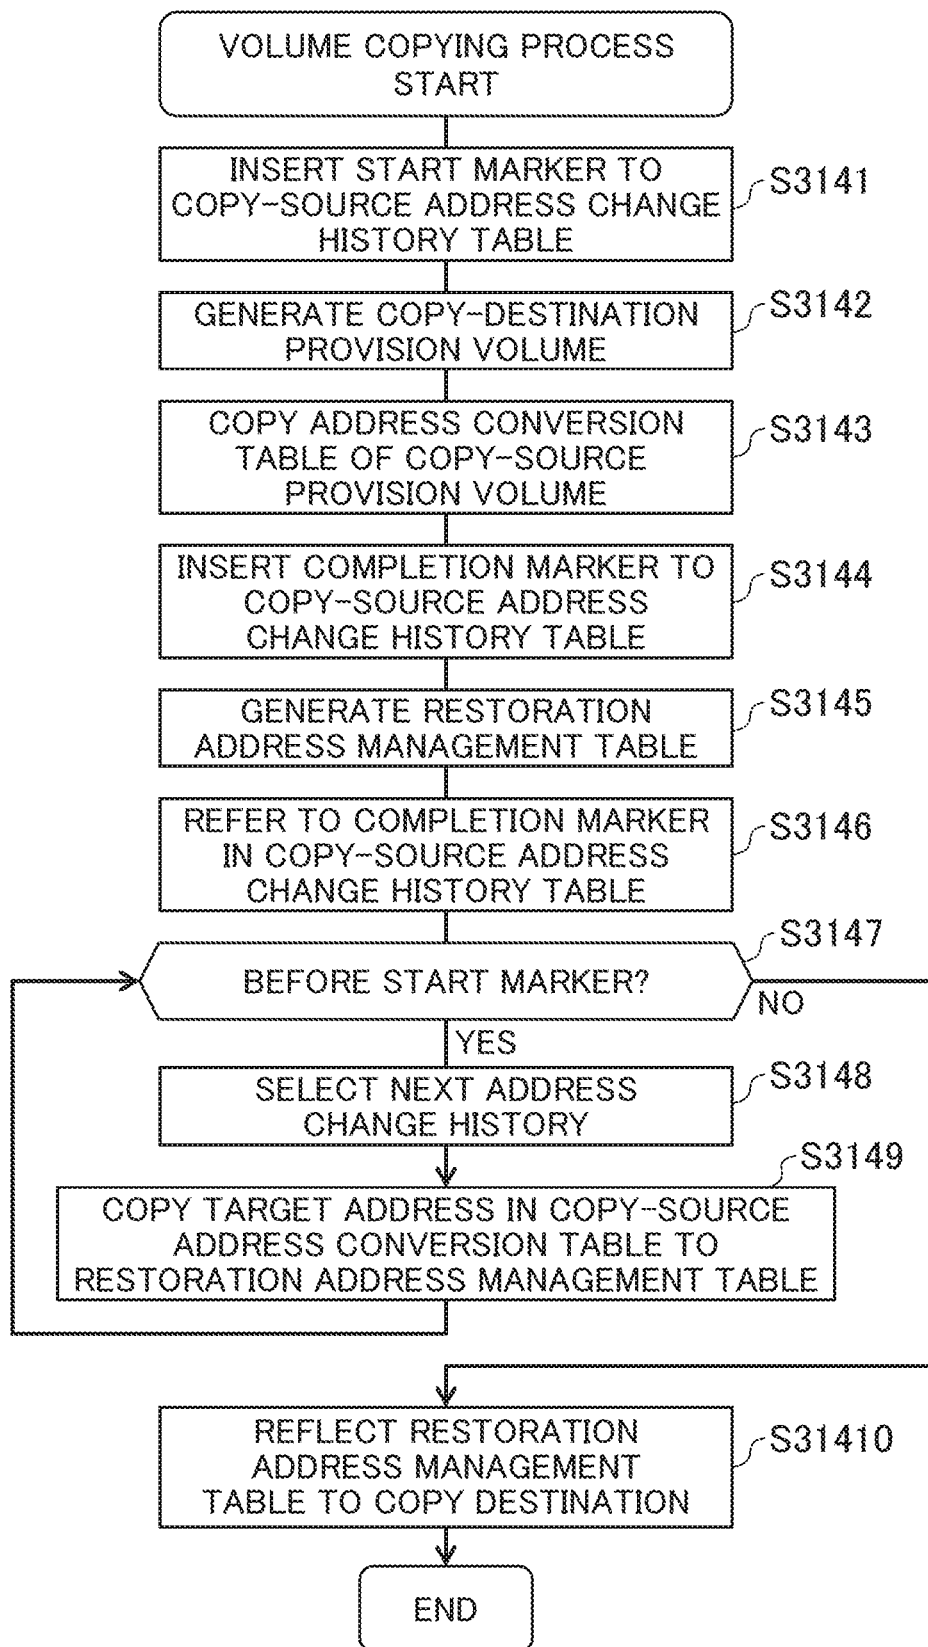 VOLUME COPYING PROCESS
START
INSERT START MARKER TO
COPY-SOURCE ADDRESS CHANGE
HISTORY TABLE
S3141
GENERATE COPY-DESTINATION
PROVISION VOLUME
S3142
COPY ADDRESS CONVERSION
TABLE OF COPY-SOURCE
PROVISION VOLUME
S3143
INSERT COMPLETION MARKER TO
COPY-SOURCE ADDRESS
CHANGE HISTORY TABLE
S3144
GENERATE RESTORATION
ADDRESS MANAGEMENT TABLE
S3145
REFER TO COMPLETION MARKER
IN COPY-SOURCE ADDRESS
CHANGE HISTORY TABLE
S3146
BEFORE START MARKER?
S3147
NO
YES
SELECT NEXT ADDRESS
CHANGE HISTORY
S3148
COPY TARGET ADDRESS IN COPY-SOURCE
ADDRESS CONVERSION TABLE TO
RESTORATION ADDRESS MANAGEMENT TABLE
S3149
REFLECT RESTORATION
ADDRESS MANAGEMENT
TABLE TO COPY DESTINATION
S31410
END